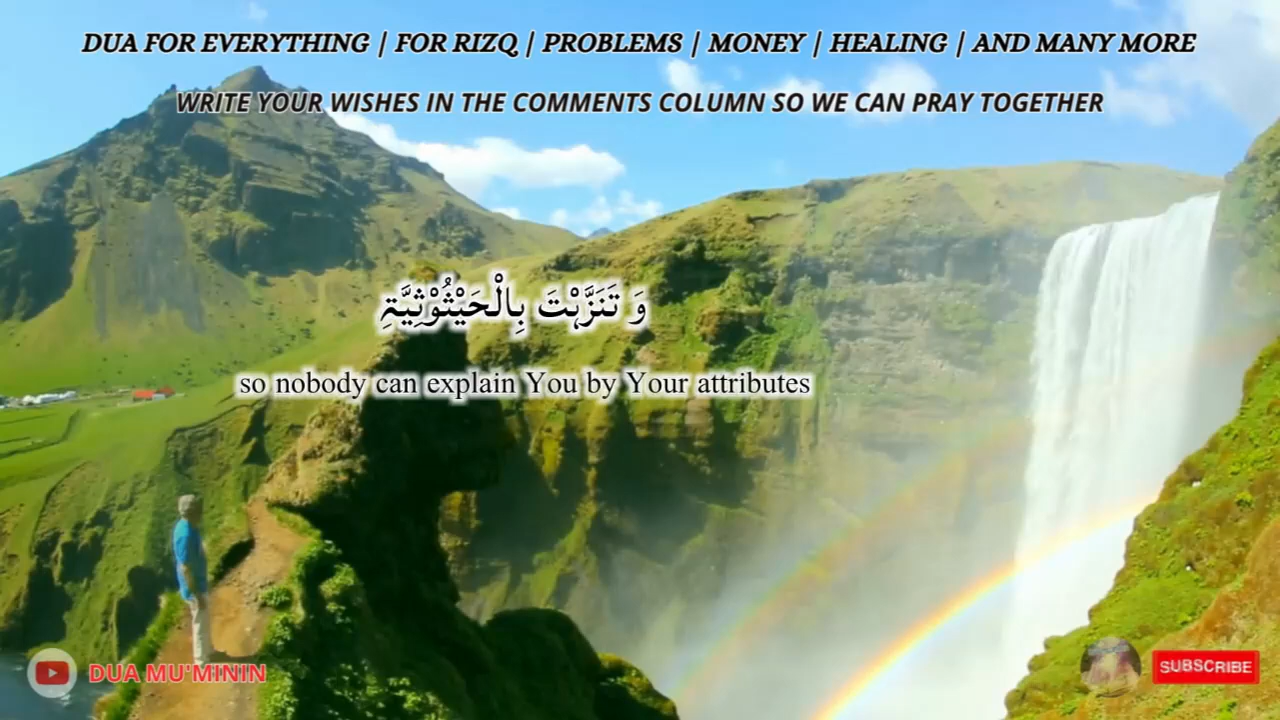 DUA FOR EVERYTHING | FOR RIZQ | PROBLEMS | MONEY | HEALING | AND MANY MORE
WRITE YOUR WISHES IN THE COMMENTS COLUMN SO WE CAN PRAY TOGETHER
وَ تَنَزَّهْتَ بِالْحَيْثُوْثِيَّةِ
so nobody can explain You by Your attributes
DUA MU'MININ
SUBSCRIBE